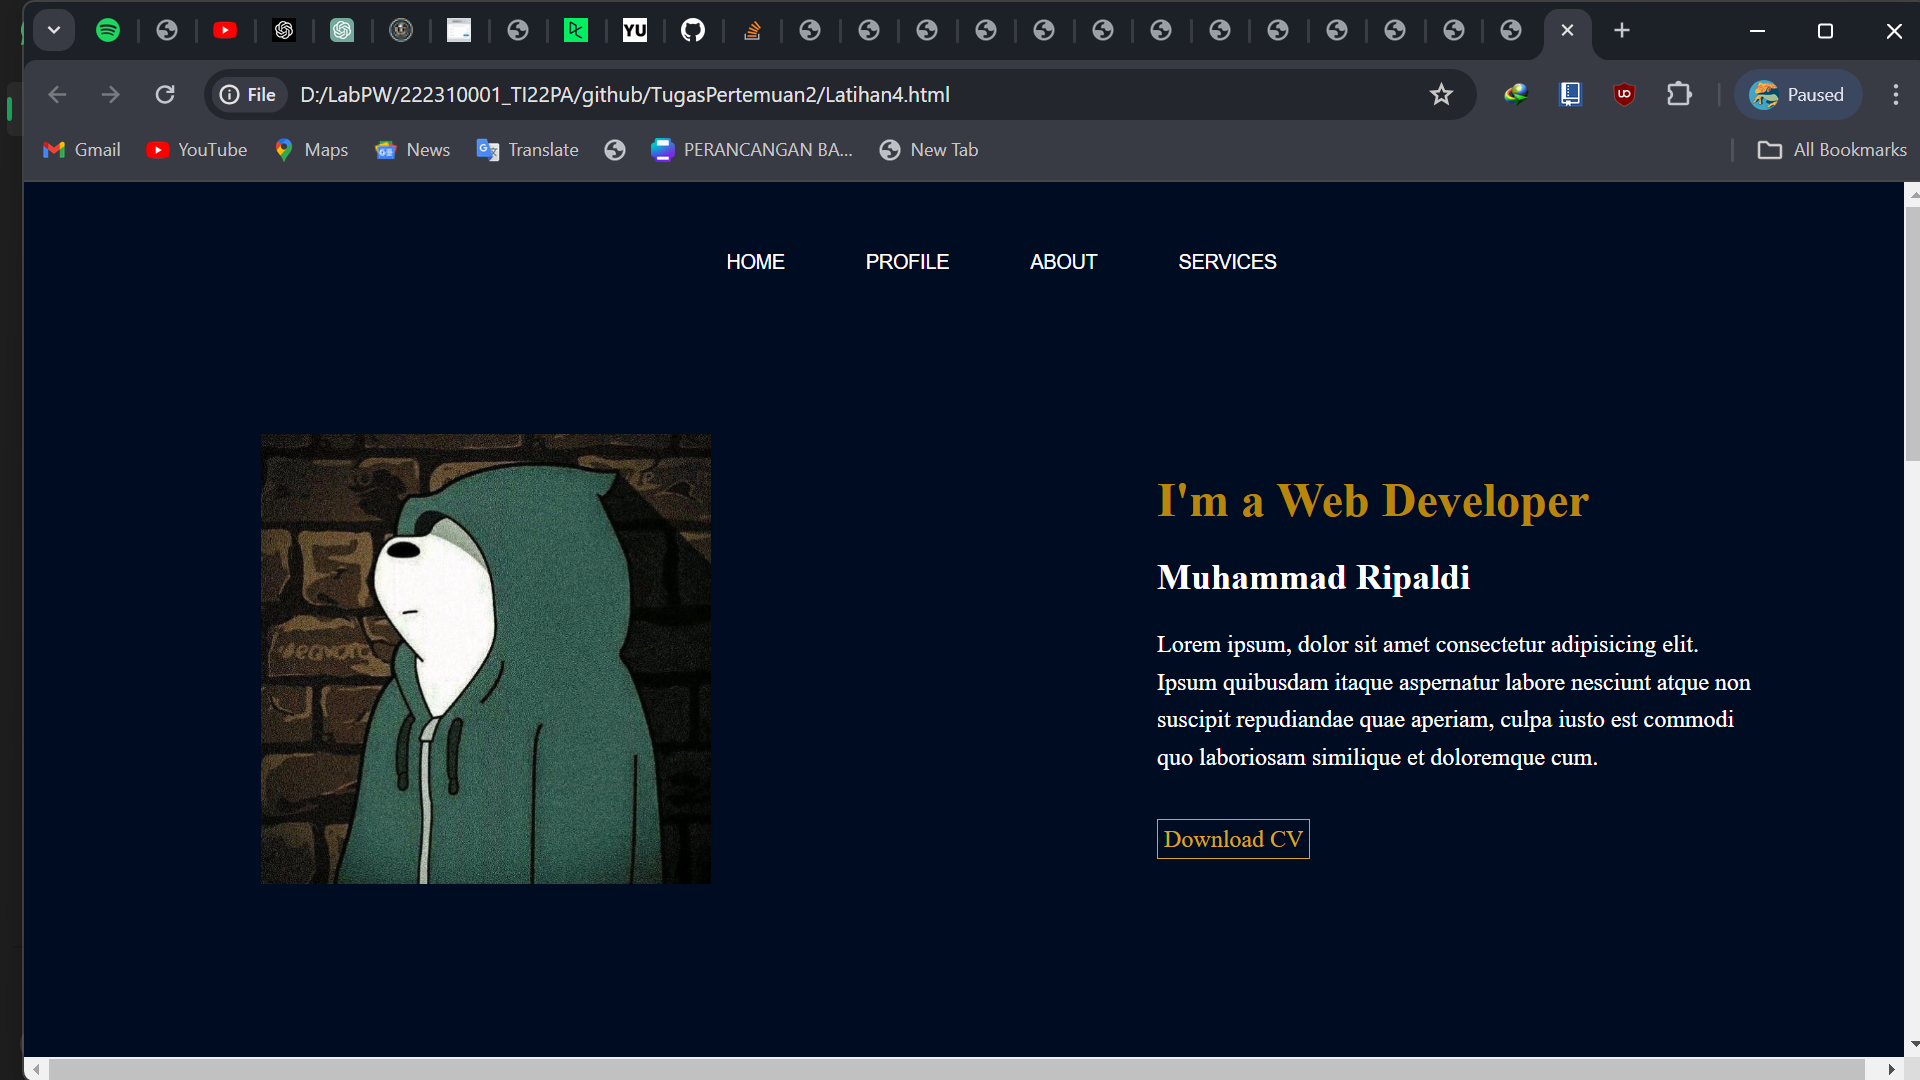 YU
File
D:/LabPW/222310001_TI22PA/github/TugasPertemuan2/Latihan4.html
Paused
Gmail
YouTube
Maps
News
Translate
PERANCANGAN BA...
New Tab
All Bookmarks
HOME
PROFILE
ABOUT
SERVICES
I'm a Web Developer
Muhammad Ripaldi
Lorem ipsum, dolor sit amet consectetur adipisicing elit.
Ipsum quibusdam itaque aspernatur labore nesciunt atque non
suscipit repudiandae quae aperiam, culpa iusto est commodi
quo laboriosam similique et doloremque cum.
Download CV